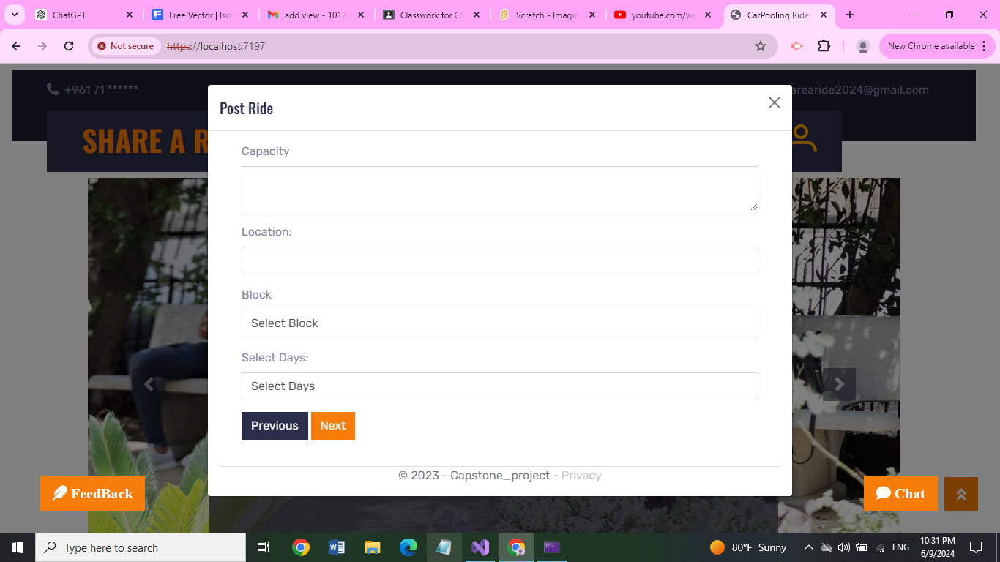 ChatGPT
Free Vector | Iso
add view - 1012
Classwork for CS
Scratch - Imagin
youtube.com/wa
CarPooling Ride
Not secure
https://localhost:7197
New Chrome available
+961 71 ******
arearide2024@gmail.com
SHARE A R
Post Ride
Capacity
Location:
Block
Select Block
Select Days:
Select Days
Previous
Next
© 2023 - Capstone_project - Privacy
FeedBack
Chat
Type here to search
80°F Sunny
ENG
10:31 PM
6/9/2024